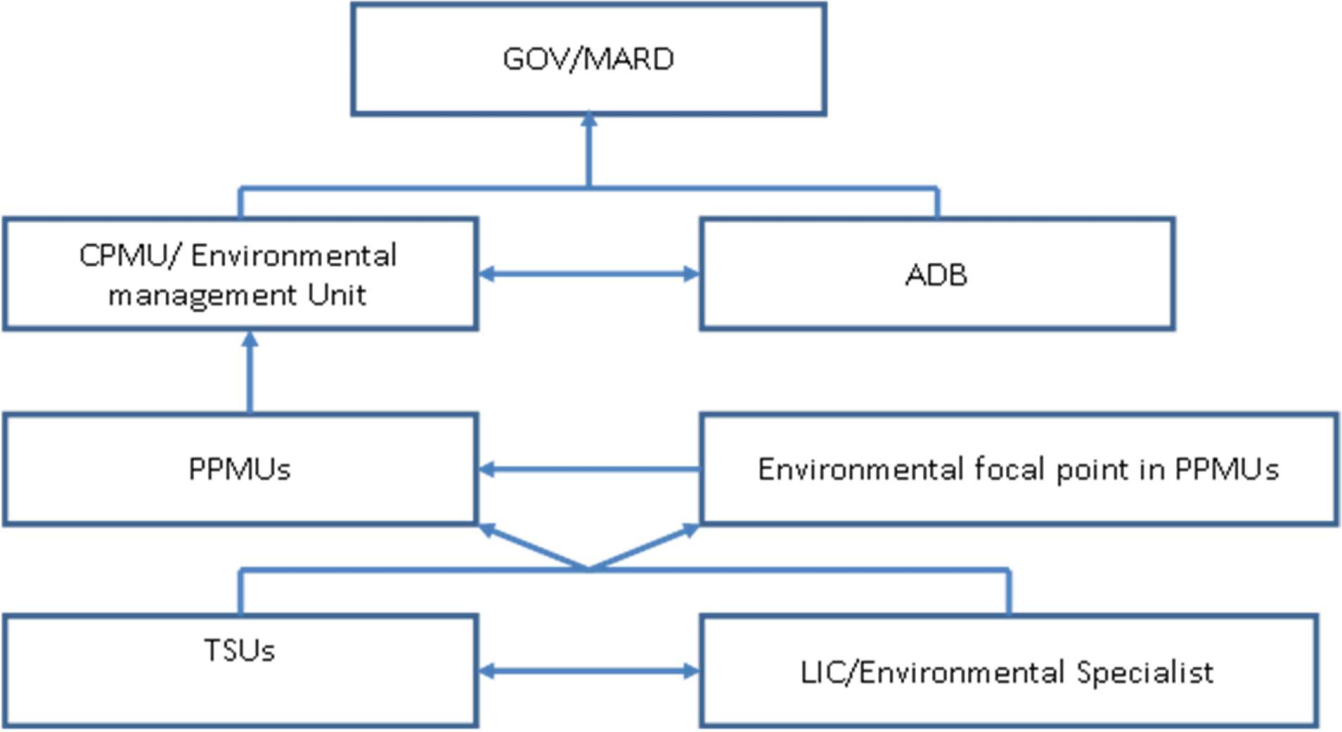 GOV/MARD
CPMU/ Environmental
management Unit
ADB
PPMUs
Environmental focal point in PPMUs
TSUs
LIC/Environmental Specialist